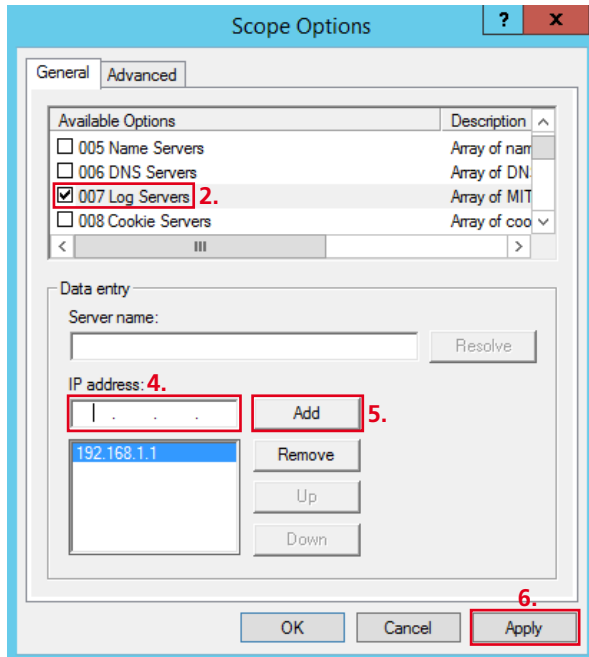 Scope Options ? x
General Advanced
Available Options Description
005 Name Servers Array of nam
006 DNS Servers Array of DN
007 Log Servers 2. Array of MIT
008 Cookie Servers Array of coo
Data entry
Server name:
Resolve
IP address: 4.
. . . Add 5.
192.168.1.1 Remove
Up
Down
6.
OK Cancel Apply